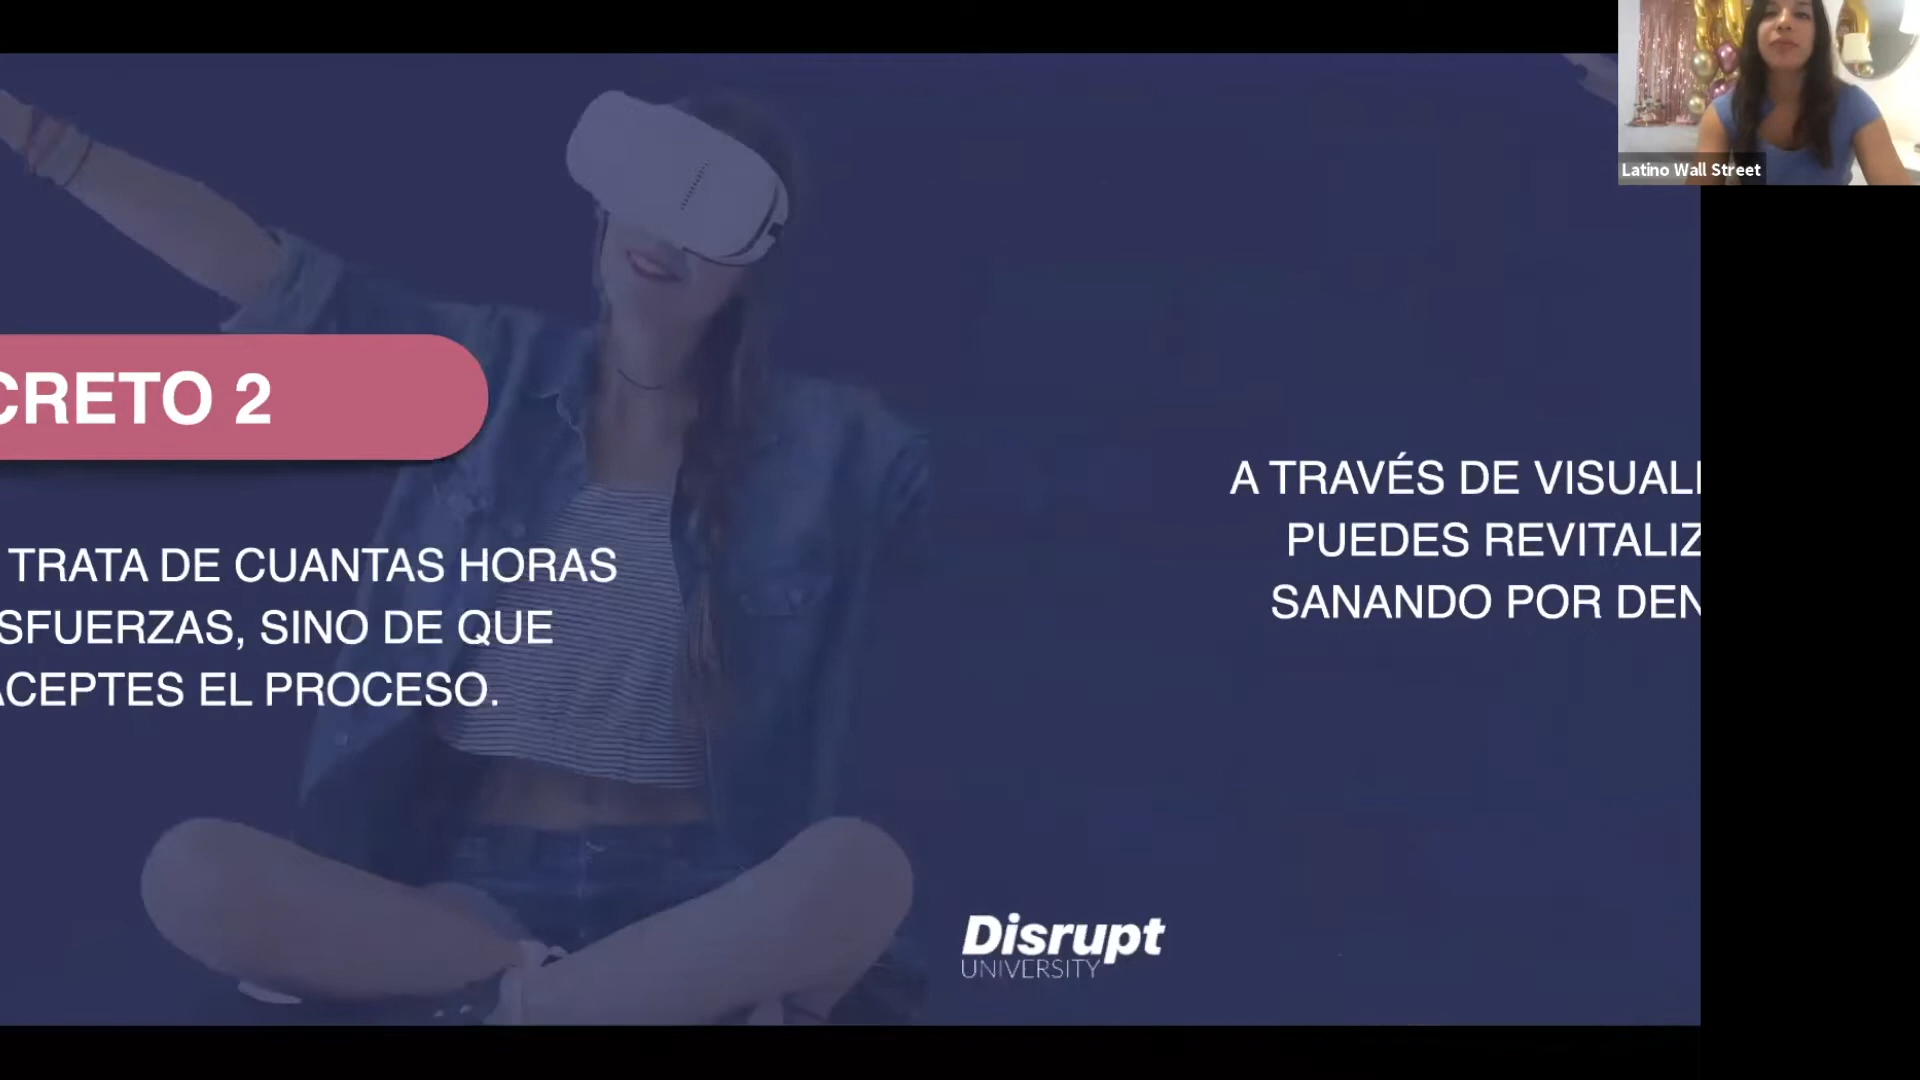 Latino Wall Street
CRETO 2
TRATA DE CUANTAS HORAS
SFUERZAS, SINO DE QUE
ACEPTES EL PROCESO.
A TRAVÉS DE VISUALI
PUEDES REVITALIZ
SANANDO POR DEN
Disrupt
UNIVERSITY